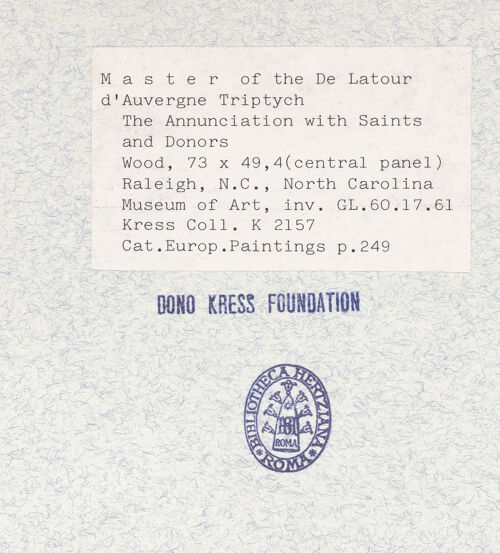 Master of the De Latour
d'Auvergne Triptych
The Annunciation with Saints
and Donors
Wood, 73 x 49,4(central panel)
Raleigh, N.C., North Carolina
Museum of Art, inv. GL.60.17.61
Kress Coll. K 2157
Cat.Europ.Paintings p.249
DONO KRESS FOUNDATION
BIBLIOTHECA HERTZIANA
ROMA
ROMA